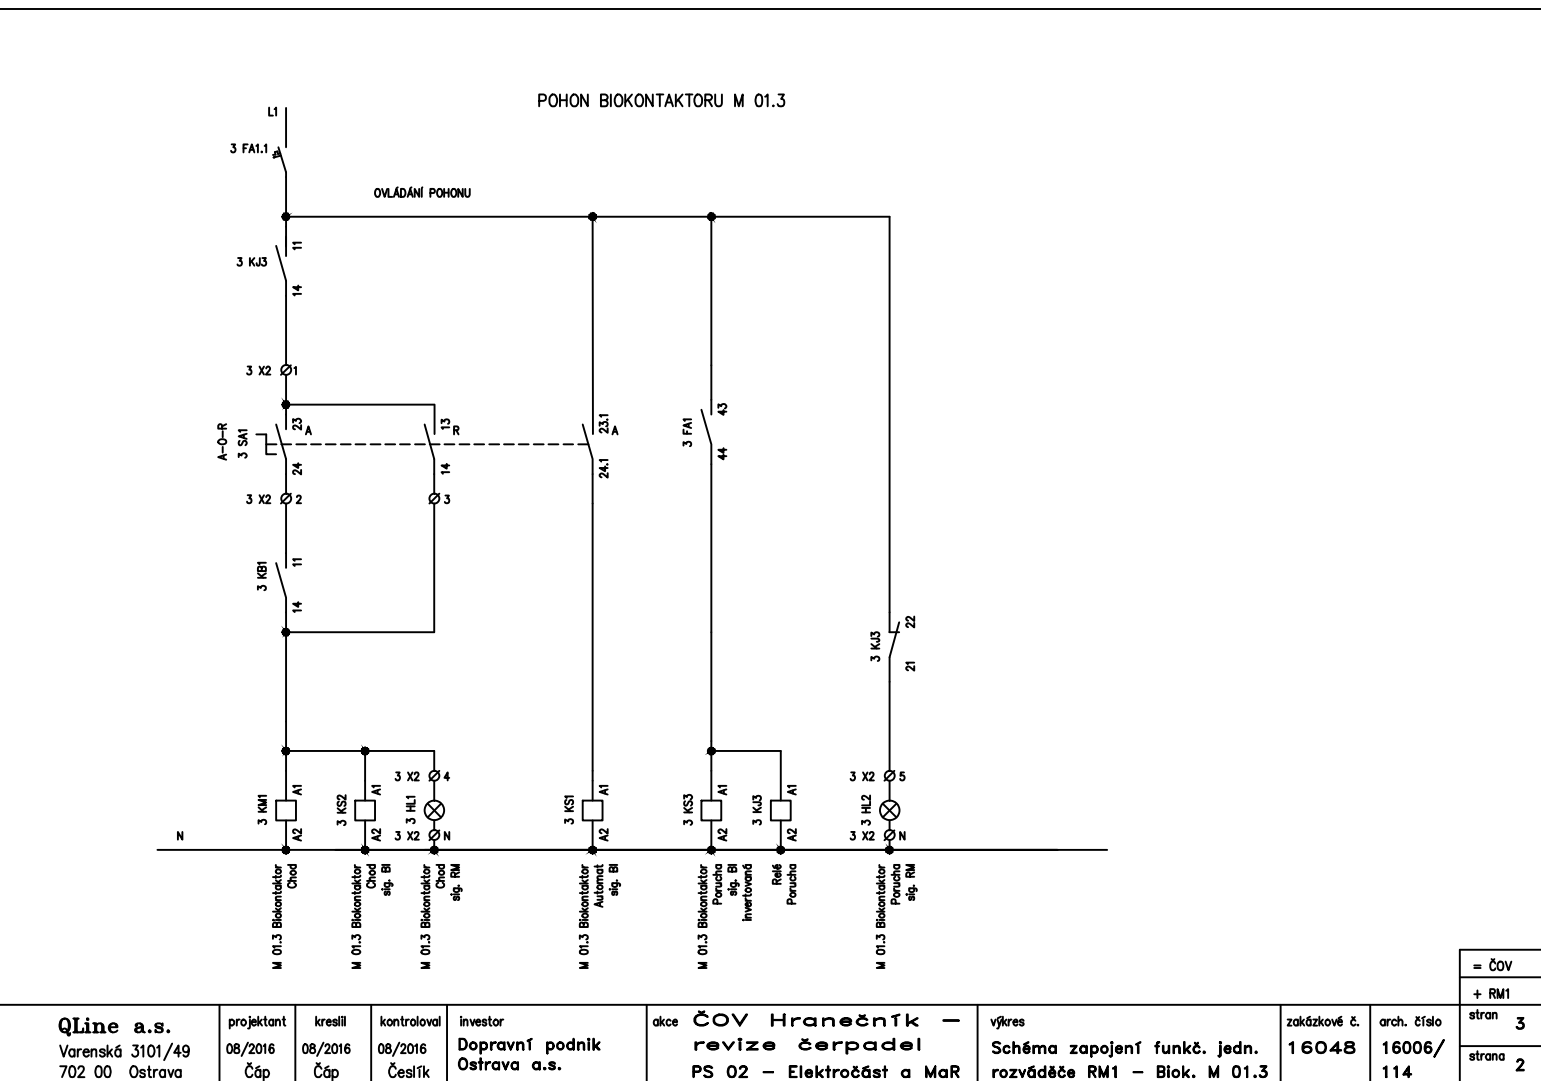 POHON BIOKONTAKTORU M 01.3
L1
3 FA1.1
OVLÁDÁNÍ POHONU
11
3 KJ3
14
3 X2 1
A-O-R
3 SA1
23 A
24
13 R
14
23.1 A
24.1
3 FA1
43
44
3 X2 2
3
3 KB1
11
14
3 KJ3
22
21
3 X2 4
3 X2 5
3 KM1 A1 A2
3 KS2 A1 A2
3 HL1
3 KS1 A1 A2
3 KS3 A1 A2
3 KJ3 A1 A2
3 HL2
N
3 X2 N
3 X2 N
M 01.3 Biokontaktor
Chod
M 01.3 Biokontaktor
Chod
sig. BI
M 01.3 Biokontaktor
Chod
sig. RM
M 01.3 Biokontaktor
Automat
sig. BI
M 01.3 Biokontaktor
Porucha
sig. BI
invertovaná
Relé
Porucha
M 01.3 Biokontaktor
Porucha
sig. RM
= ČOV
+ RM1
QLine a.s.
Varenská 3101/49
702 00 Ostrava
projektant
08/2016
Čáp
kreslil
08/2016
Čáp
kontroloval
08/2016
Česlík
investor
Dopravní podnik
Ostrava a.s.
akce ČOV Hranečník –
revize čerpadel
PS 02 – Elektročást a MaR
výkres
Schéma zapojení funkč. jedn.
rozváděče RM1 – Biok. M 01.3
zakázkové č.
16048
arch. číslo
16006/
114
stran 3
strana 2